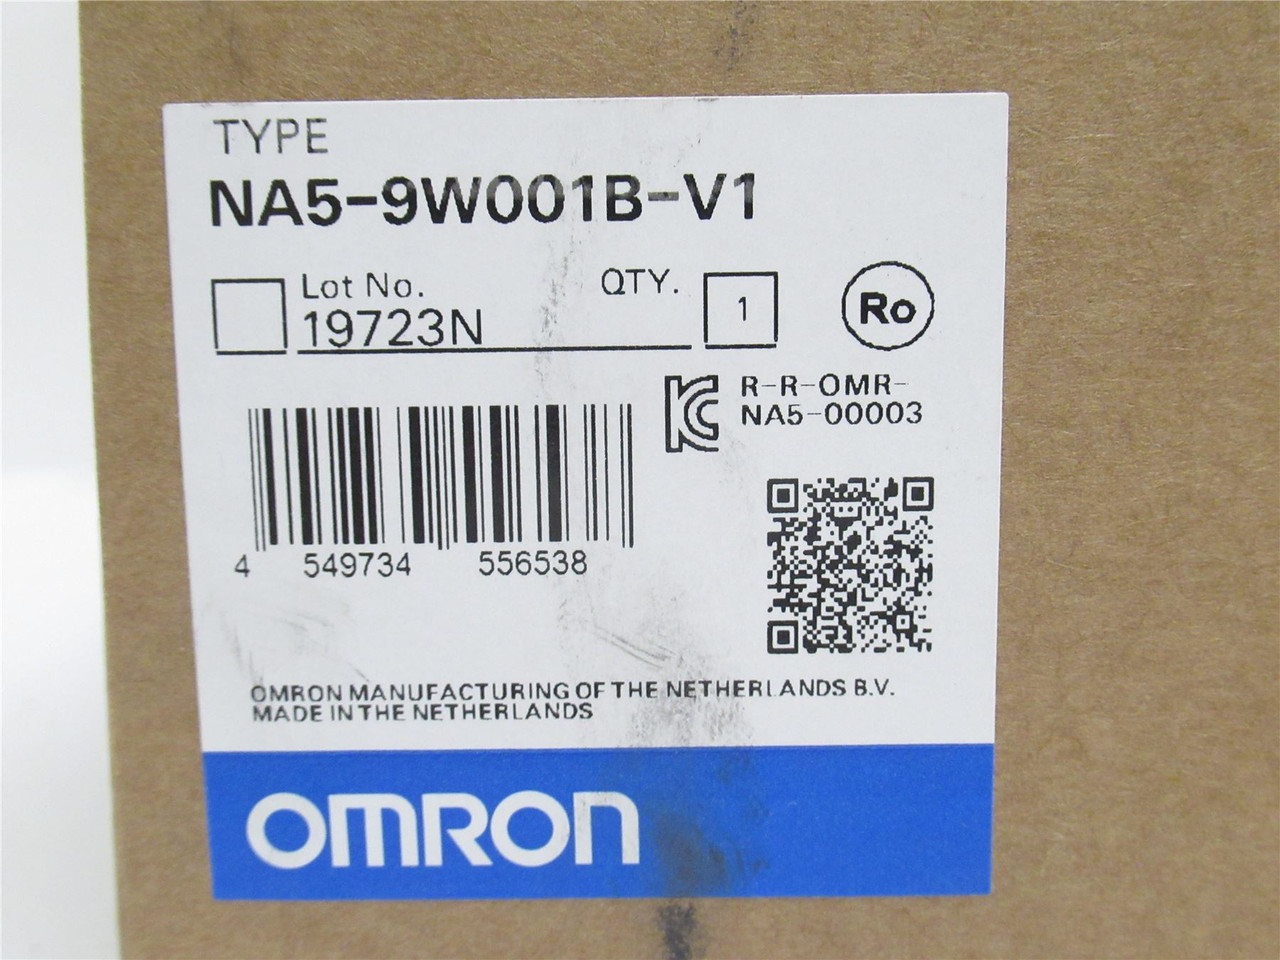 TYPE
NA5-9W001B-V1
Lot No. QTY.
19723N 1
Ro
R-R-OMR-
NA5-00003
4 549734 556538
OMRON MANUFACTURING OF THE NETHERLANDS B.V.
MADE IN THE NETHERLANDS
OMRON